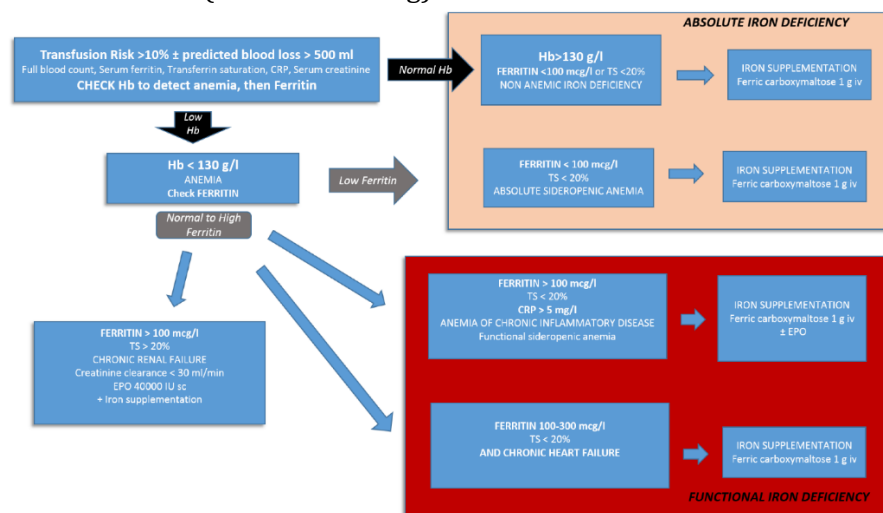 ABSOLUTE IRON DEFICIENCY
Transfusion Risk >10% ± predicted blood loss > 500 ml
Full blood count, Serum ferritin, Transferrin saturation, CRP, Serum creatinine
CHECK Hb to detect anemia, then Ferritin
Normal Hb
Hb>130 g/l
FERRITIN <100 mcg/l or TS <20%
NON ANEMIC IRON DEFICIENCY
IRON SUPPLEMENTATION
Ferric carboxymaltose 1 g iv
Low
Hb
Hb < 130 g/l
ANEMIA
Check FERRITIN
Low Ferritin
FERRITIN < 100 mcg/l
TS < 20%
ABSOLUTE SIDEROPENIC ANEMIA
IRON SUPPLEMENTATION
Ferric carboxymaltose 1 g iv
Normal to High
Ferritin
FERRITIN > 100 mcg/l
TS > 20%
CHRONIC RENAL FAILURE
Creatinine clearance < 30 ml/min
EPO 40000 IU sc
+ Iron supplementation
FERRITIN > 100 mcg/l
TS < 20%
CRP > 5 mg/l
ANEMIA OF CHRONIC INFLAMMATORY DISEASE
Functional sideropenic anemia
IRON SUPPLEMENTATION
Ferric carboxymaltose 1 g iv
± EPO
FERRITIN 100-300 mcg/l
TS < 20%
AND CHRONIC HEART FAILURE
IRON SUPPLEMENTATION
Ferric carboxymaltose 1 g iv
FUNCTIONAL IRON DEFICIENCY